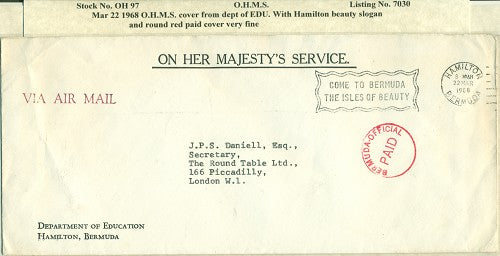 Stock No. OH 97 O.H.M.S. Listing No. 7030
Mar 22 1968 O.H.M.S. cover from dept of EDU. With Hamilton beauty slogan
and round red paid cover very fine
ON HER MAJESTY'S SERVICE.
HAMILTON
22 MAR
1968
BERMUDA
COME TO BERMUDA
THE ISLES OF BEAUTY
VIA AIR MAIL
BERMUDA-OFFICIAL
PAID
J.P.S. Daniell, Esq.,
Secretary,
The Round Table Ltd.,
166 Piccadilly,
London W.1.
DEPARTMENT OF EDUCATION
HAMILTON, BERMUDA